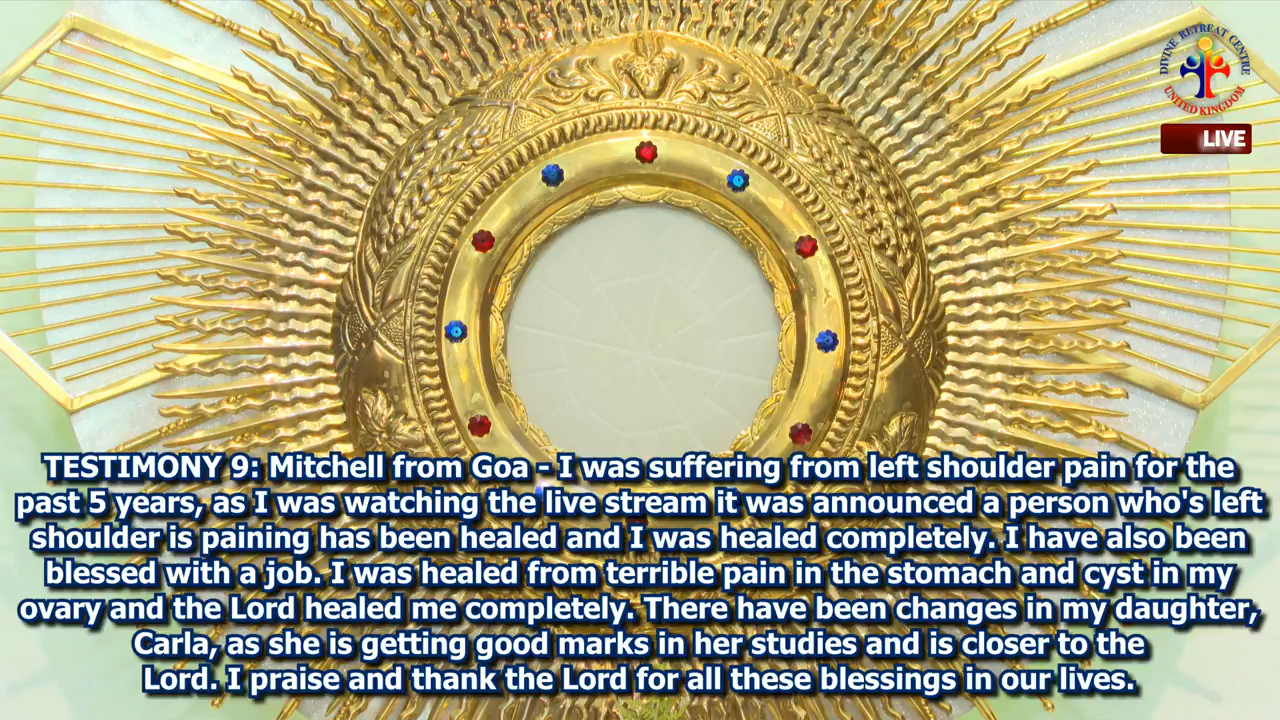 DIVINE RETREAT CENTRE
UNITED KINGDOM
LIVE
TESTIMONY 9: Mitchell from Goa - I was suffering from left shoulder pain for the
past 5 years, as I was watching the live stream it was announced a person who's left
shoulder is paining has been healed and I was healed completely. I have also been
blessed with a job. I was healed from terrible pain in the stomach and cyst in my
ovary and the Lord healed me completely. There have been changes in my daughter,
Carla, as she is getting good marks in her studies and is closer to the
Lord. I praise and thank the Lord for all these blessings in our lives.